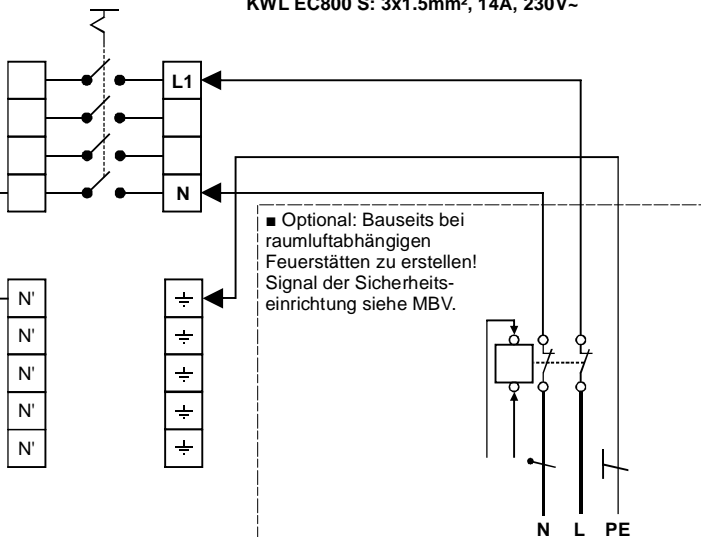 KWL EC800 S: 3x1.5mm², 14A, 230V~
L1
N
■ Optional: Bauseits bei
raumluftabhängigen
Feuerstätten zu erstellen!
Signal der Sicherheits-
einrichtung siehe MBV.
N'
N'
N'
N'
N'
N L PE